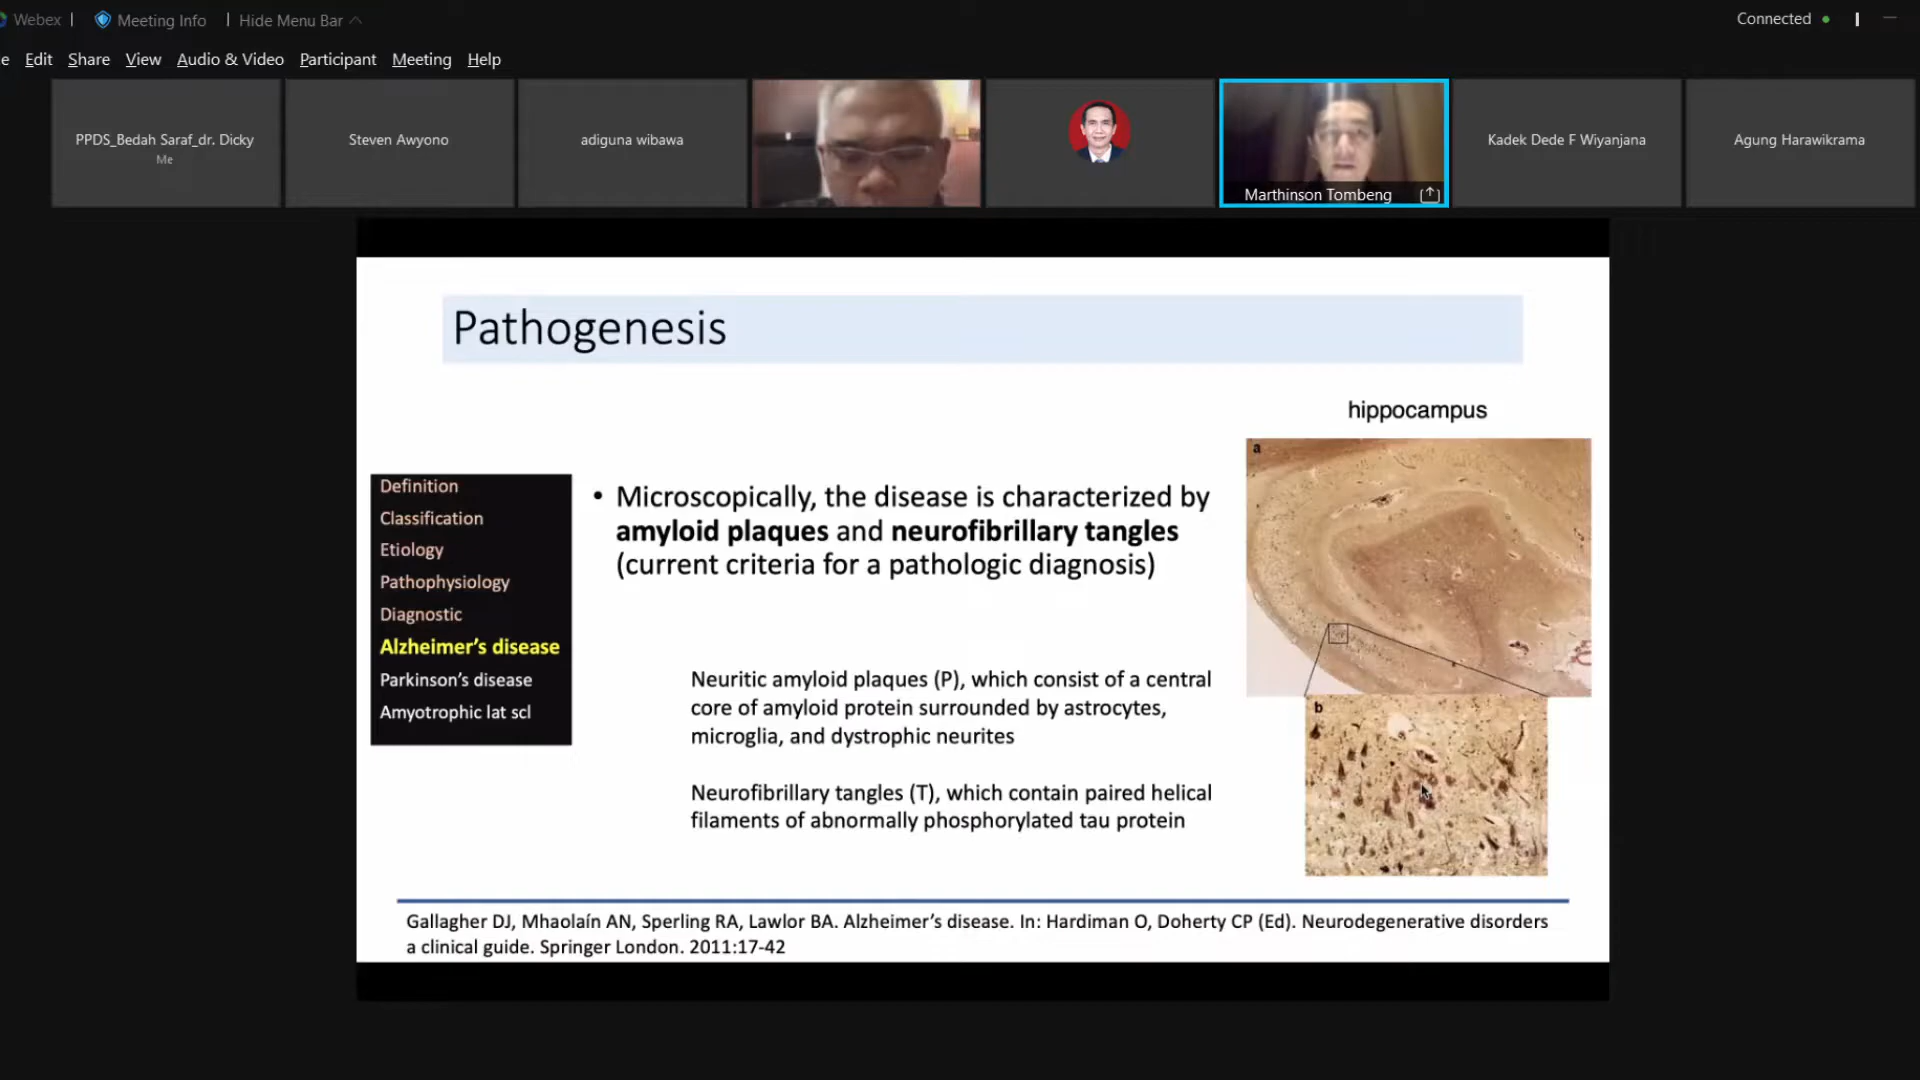 Webex
Meeting Info
Hide Menu Bar
Connected
e Edit Share View Audio & Video Participant Meeting Help
PPDS_Bedah Saraf_dr. Dicky
Me
Steven Awyono
adiguna wibawa
Marthinson Tombeng
Kadek Dede F Wiyanjana
Agung Harawikrama
Pathogenesis
hippocampus
a
Definition
Classification
Etiology
Pathophysiology
Diagnostic
Alzheimer's disease
Parkinson's disease
Amyotrophic lat scl
• Microscopically, the disease is characterized by
amyloid plaques and neurofibrillary tangles
(current criteria for a pathologic diagnosis)
Neuritic amyloid plaques (P), which consist of a central
core of amyloid protein surrounded by astrocytes,
microglia, and dystrophic neurites
Neurofibrillary tangles (T), which contain paired helical
filaments of abnormally phosphorylated tau protein
b
Gallagher DJ, Mhaolaín AN, Sperling RA, Lawlor BA. Alzheimer's disease. In: Hardiman O, Doherty CP (Ed). Neurodegenerative disorders
a clinical guide. Springer London. 2011:17-42